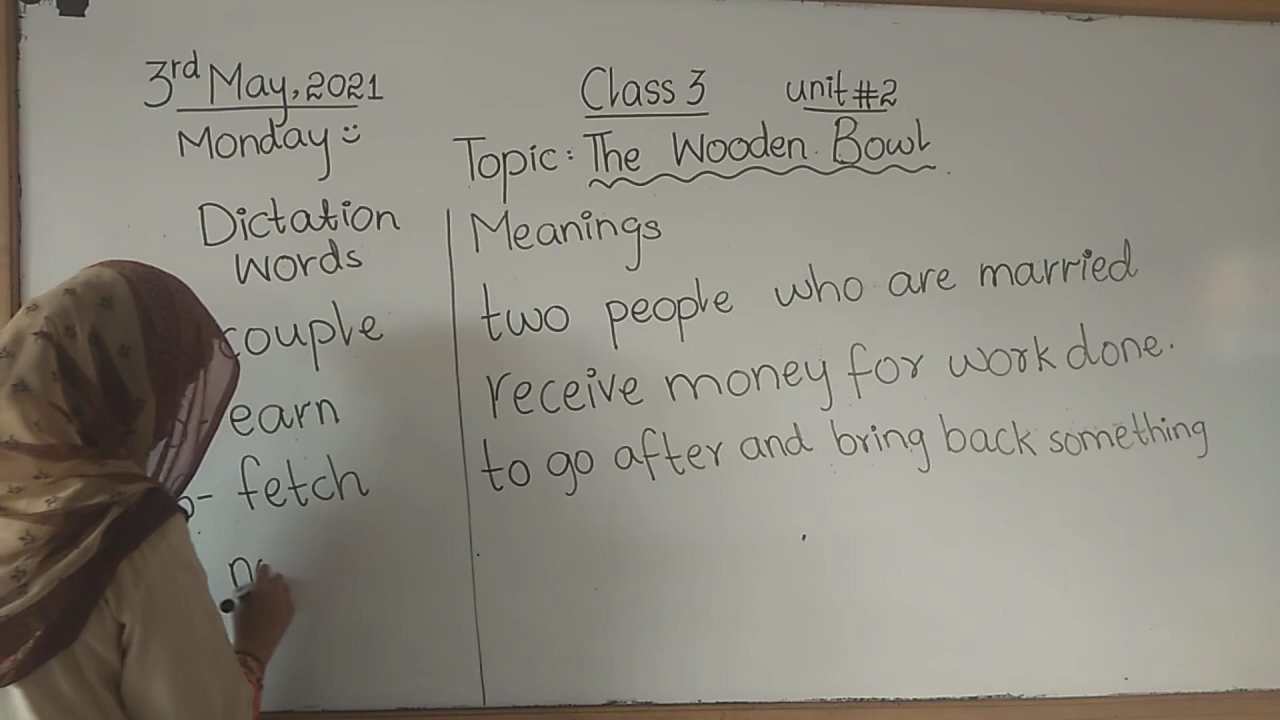 3rd May, 2021
Monday
Class 3 unit #2
Topic: The Wooden Bowl
Dictation words
Meanings
couple two people who are married
earn receive money for work done.
- fetch to go after and bring back something